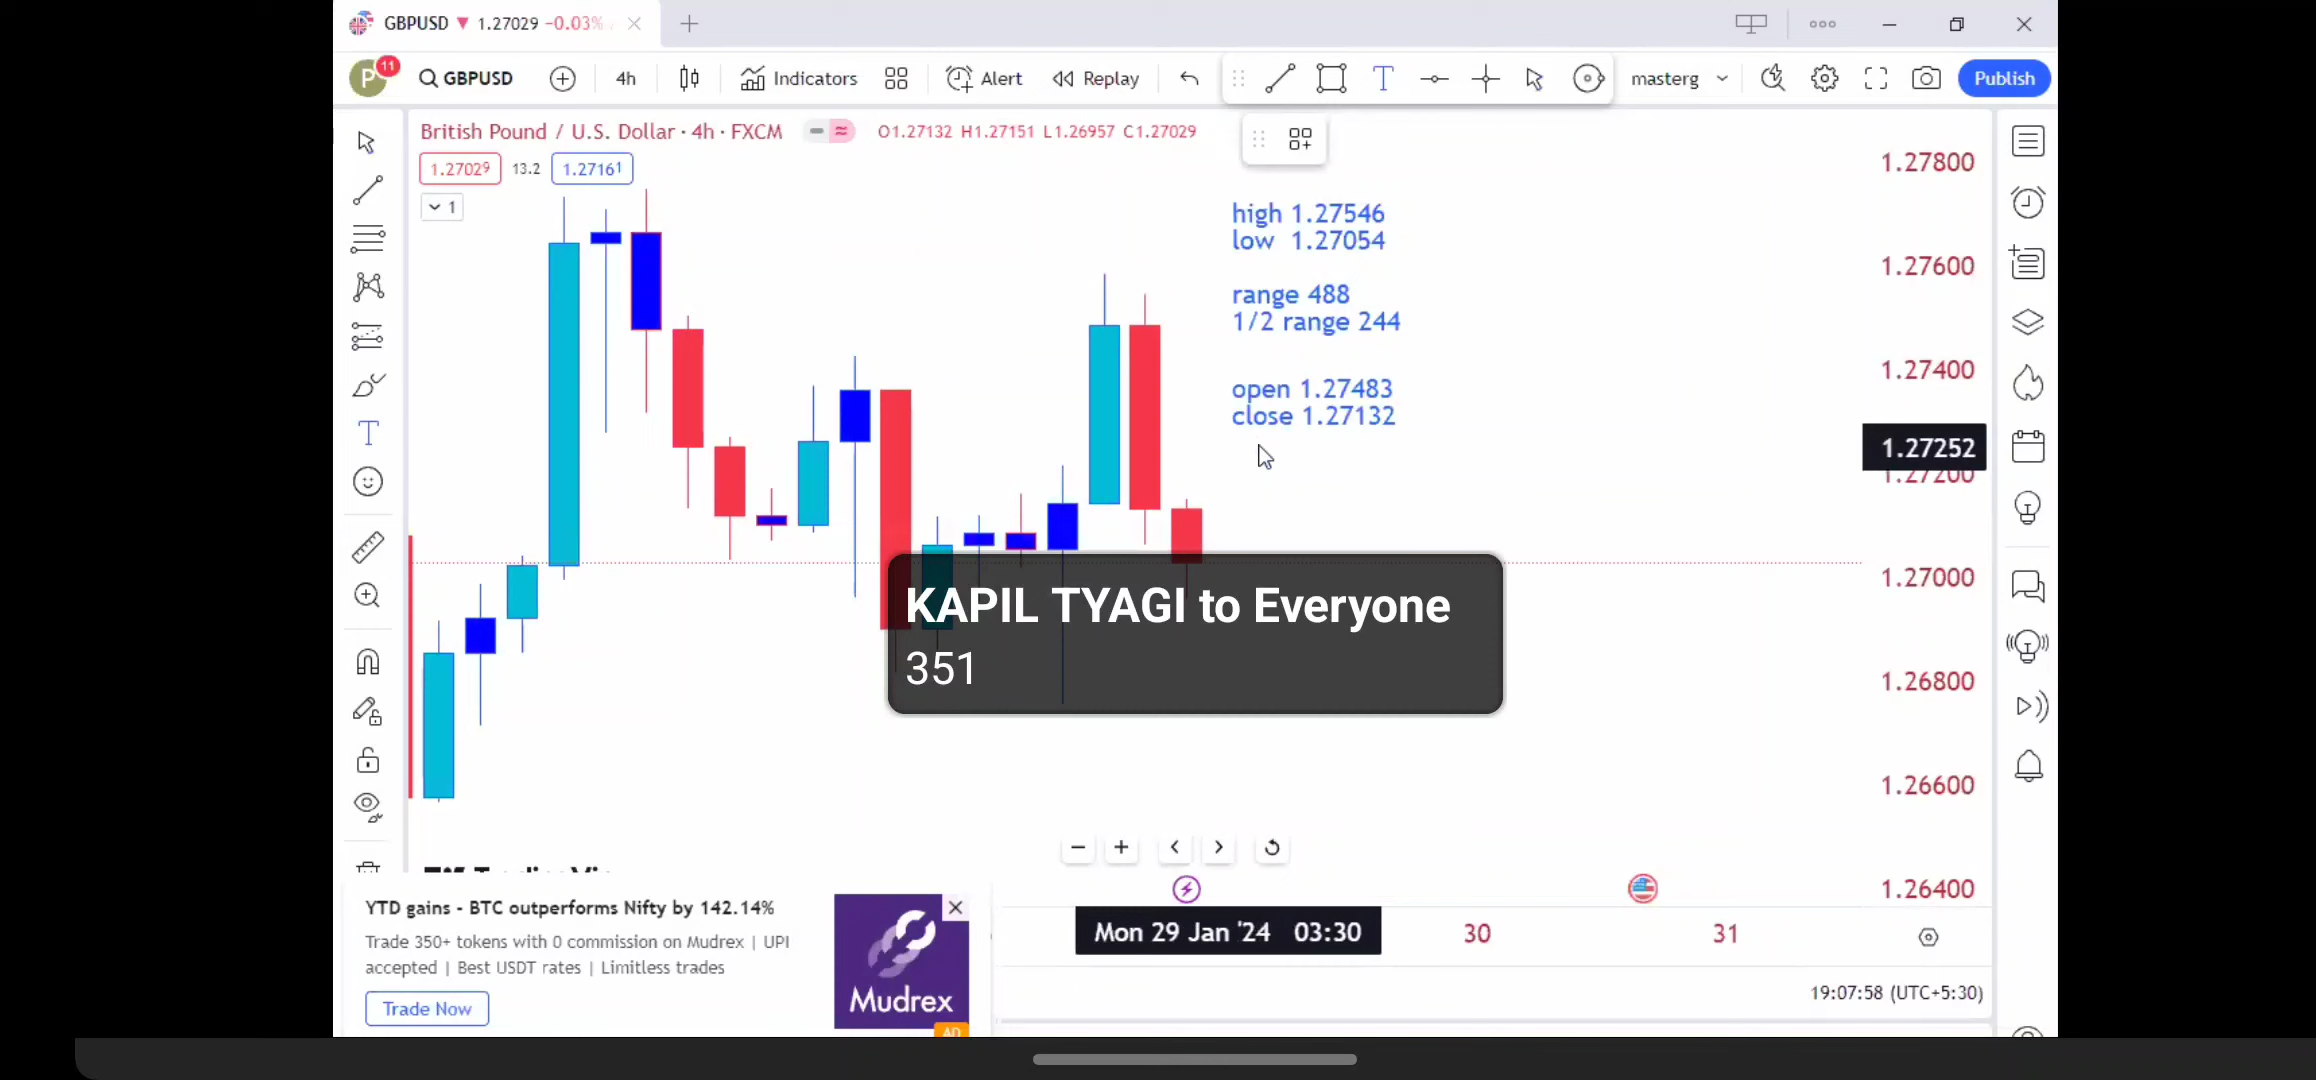 GBPUSD 1.27029 -0.03%
P 11 GBPUSD 4h Indicators Alert Replay T masterg Publish
British Pound / U.S. Dollar · 4h · FXCM O1.27132 H1.27151 L1.26957 C1.27029
1.27029 13.2 1.27161
1
1.27800
high 1.27546
low 1.27054
1.27600
range 488
1/2 range 244
1.27400
open 1.27483
close 1.27132
1.27252
1.27200
1.27000
KAPIL TYAGI to Everyone
351
1.26800
1.26600
1.26400
YTD gains - BTC outperforms Nifty by 142.14%
Trade 350+ tokens with 0 commission on Mudrex | UPI
accepted | Best USDT rates | Limitless trades
Trade Now
Mudrex
AD
Mon 29 Jan '24 03:30 30 31
19:07:58 (UTC+5:30)